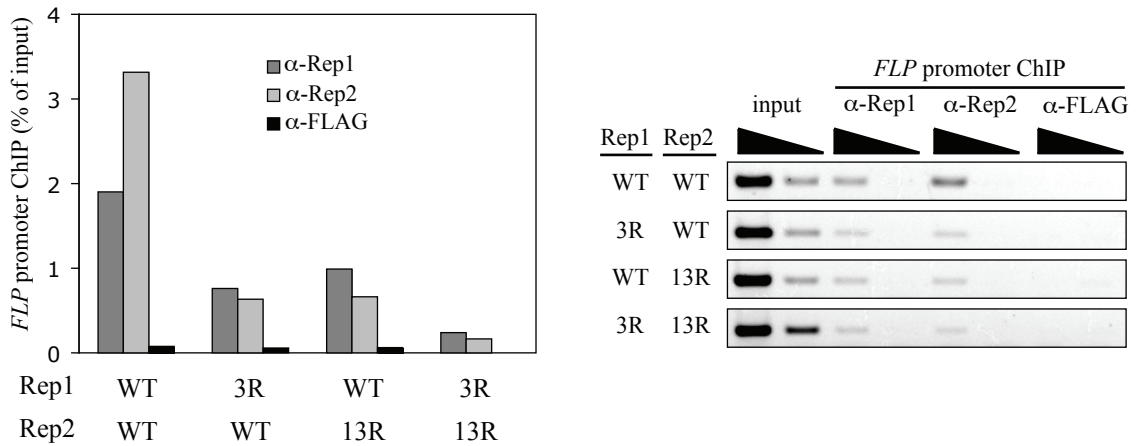 FLP promoter ChIP (% of input)
4
3
2
1
0
α-Rep1
α-Rep2
α-FLAG
Rep1 WT 3R WT 3R
Rep2 WT WT 13R 13R
FLP promoter ChIP
input α-Rep1 α-Rep2 α-FLAG
Rep1 Rep2
WT WT
3R WT
WT 13R
3R 13R